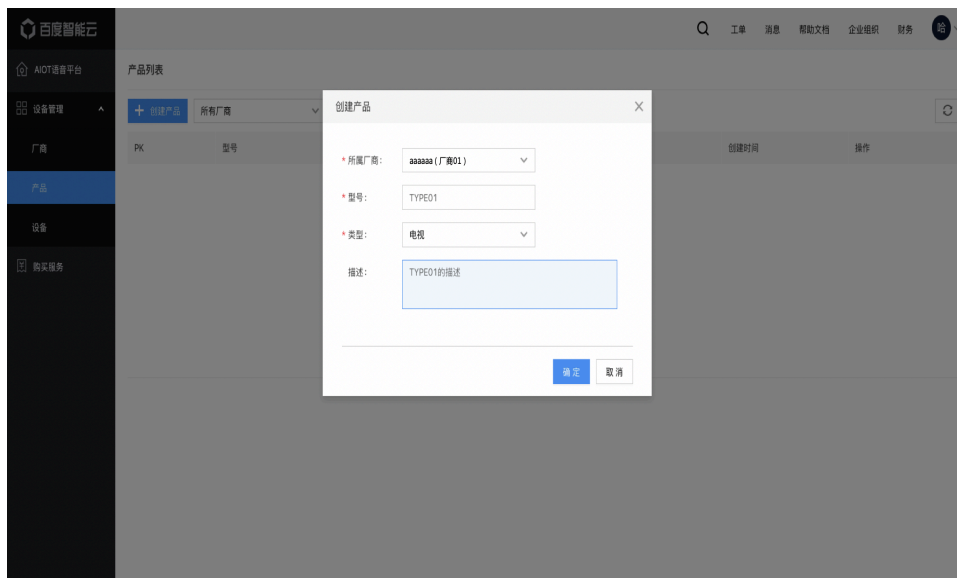 百度智能云
工单 消息 帮助文档 企业组织 财务 哈
AIOT语音平台
设备管理
厂商
产品
设备
购买服务
产品列表
+ 创建产品 所有厂商
PK 型号 创建时间 操作
创建产品 X
* 所属厂商: aaaaaa ( 厂商01 )
* 型号: TYPE01
* 类型: 电视
描述: TYPE01的描述
确定 取消